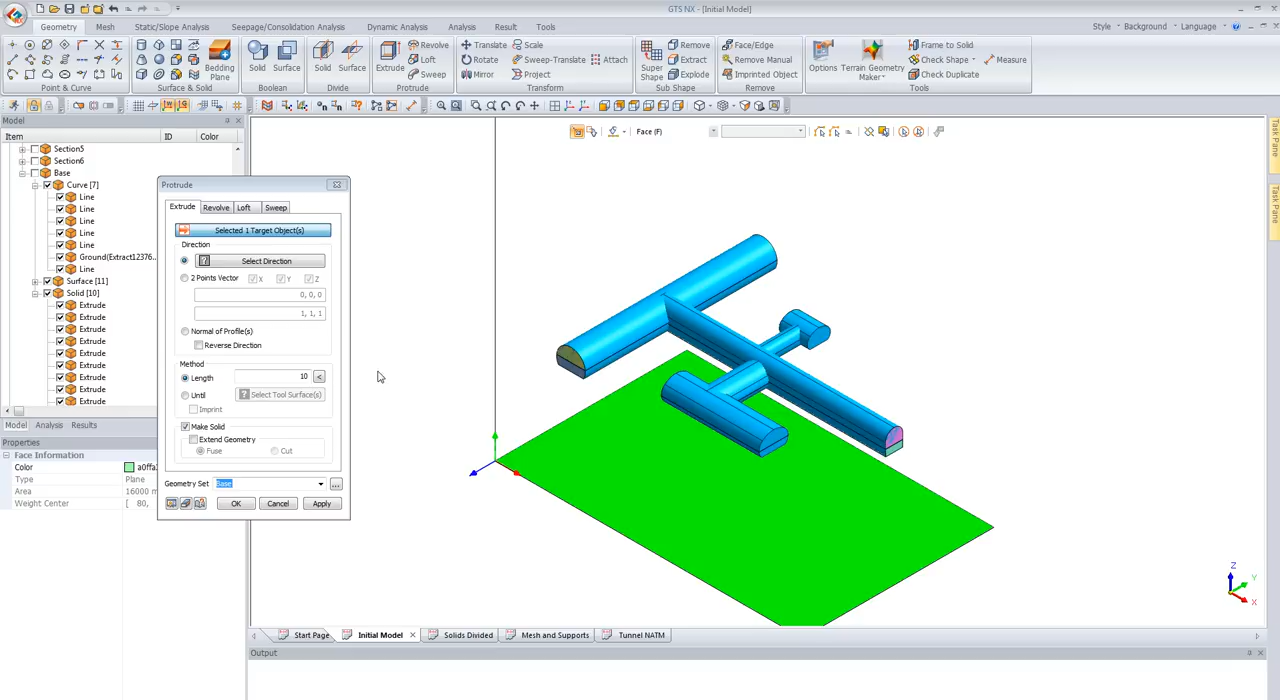 GTS NX - [Initial Model]
Geometry Mesh Static/Slope Analysis Seepage/Consolidation Analysis Dynamic Analysis Analysis Result Tools
Style Background Language
Bedding Plane
Point & Curve
Surface & Solid
Solid Surface
Boolean
Solid Surface
Divide
Extrude
Revolve
Loft
Sweep
Protrude
Translate Scale
Rotate Sweep-Translate Attach
Mirror Project
Transform
Super Shape
Remove
Extract
Explode
Sub Shape
Face/Edge
Remove Manual
Imprinted Object
Remove
Options
Terrain Geometry Maker
Frame to Solid
Check Shape
Check Duplicate
Measure
Tools
Model
Item ID Color
Section5
Section6
Base
Curve [7]
Line
Line
Line
Line
Line
Ground(Extract12376...
Line
Surface [11]
Solid [10]
Extrude
Extrude
Extrude
Extrude
Extrude
Extrude
Extrude
Extrude
Extrude
Model Analysis Results
Properties
Face Information
Color a0ffa
Type Plane
Area 16000 m
Weight Center [ 80,
Protrude
Extrude Revolve Loft Sweep
Selected 1 Target Object(s)
Direction
Select Direction
2 Points Vector X Y Z
0, 0, 0
1, 1, 1
Normal of Profile(s)
Reverse Direction
Method
Length 10 <
Until Select Tool Surface(s)
Imprint
Make Solid
Extend Geometry
Fuse Cut
Geometry Set Base ...
OK Cancel Apply
Face (F)
Task Pane
Task Pane
Z
Y
X
Start Page Initial Model Solids Divided Mesh and Supports Tunnel NATM
Output